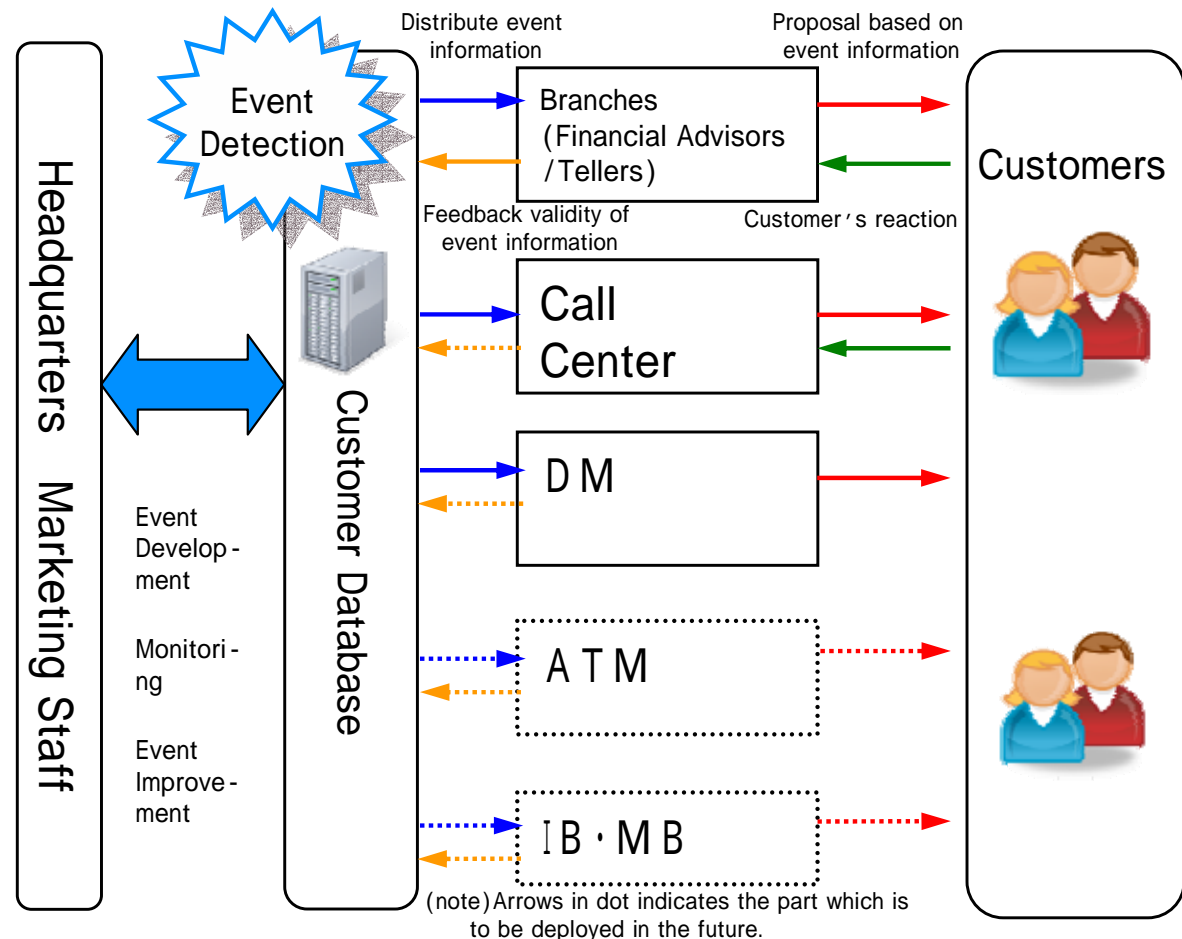 Distribute event
information
Proposal based on
event information
Event
Detection
Branches
(Financial Advisors
/Tellers)
Customers
Feedback validity of
event information
Customer's reaction
Call
Center
DM
ATM
IB・MB
Headquarters Marketing Staff
Customer Database
Event
Develop-
ment
Monitori-
ng
Event
Improve-
ment
(note)Arrows in dot indicates the part which is
to be deployed in the future.